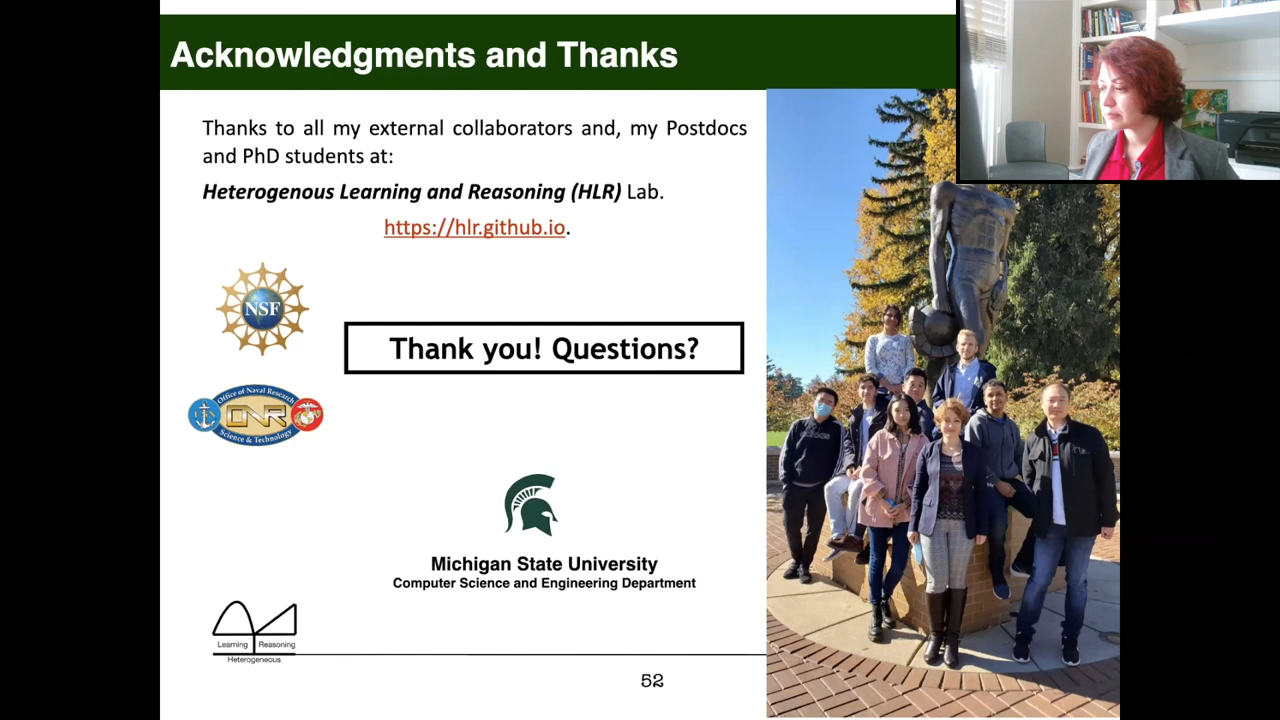 Acknowledgments and Thanks
Thanks to all my external collaborators and, my Postdocs
and PhD students at:
Heterogenous Learning and Reasoning (HLR) Lab.
https://hlr.github.io.
NSF
Thank you! Questions?
Office of Naval Research
ONR
Science & Technology
Michigan State University
Computer Science and Engineering Department
Learning Reasoning
Heterogeneous
52